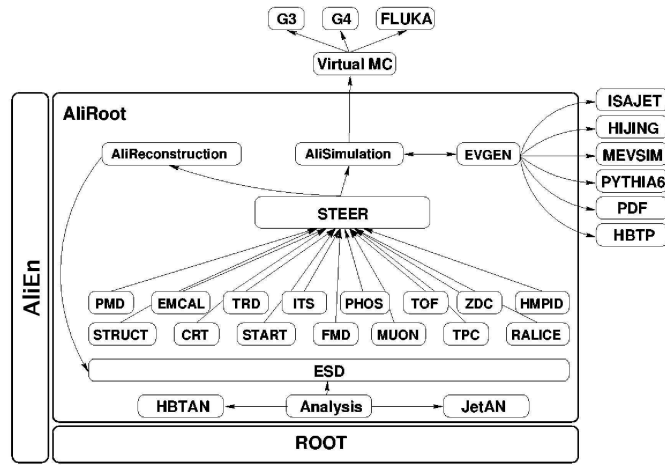 G3 G4 FLUKA
Virtual MC
AliEn
AliRoot
ISAJET
HIJING
MEVSIM
PYTHIA6
PDF
HBTP
AliReconstruction AliSimulation EVGEN
STEER
PMD EMCAL TRD ITS PHOS TOF ZDC HMPID
STRUCT CRT START FMD MUON TPC RALICE
ESD
HBTAN Analysis JetAN
ROOT